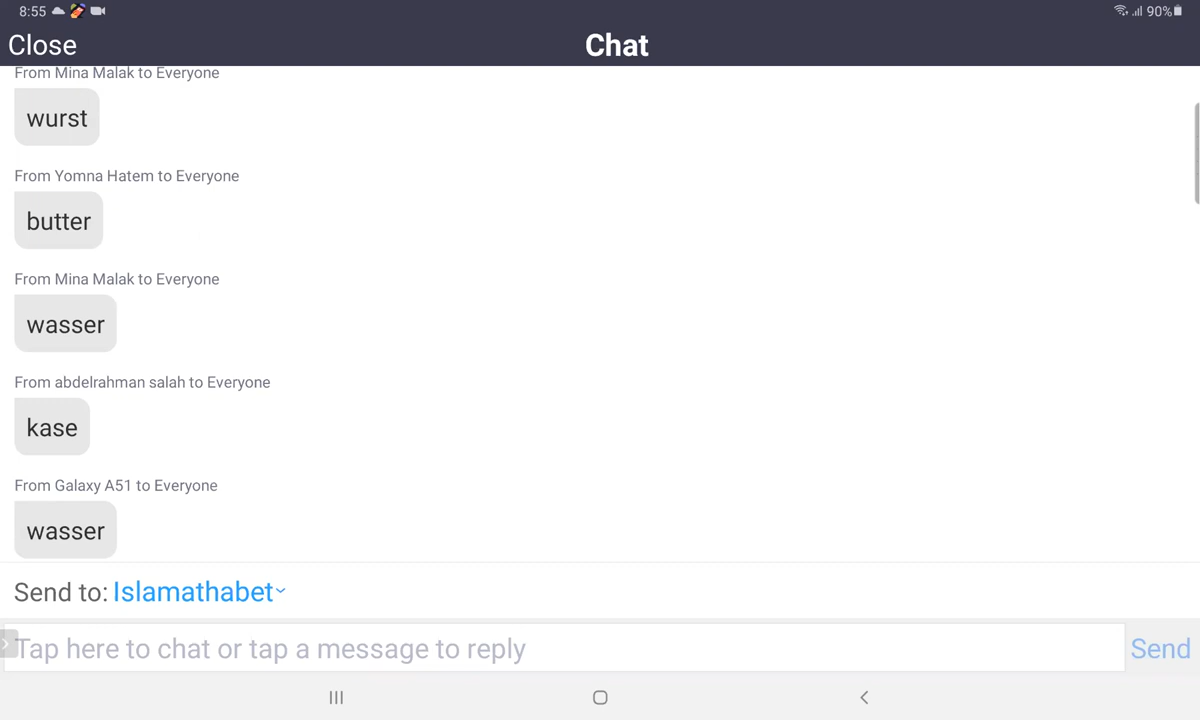 8:55
90%
Close
Chat
From Mina Malak to Everyone
wurst
From Yomna Hatem to Everyone
butter
From Mina Malak to Everyone
wasser
From abdelrahman salah to Everyone
kase
From Galaxy A51 to Everyone
wasser
Send to: Islamathabet
Tap here to chat or tap a message to reply
Send